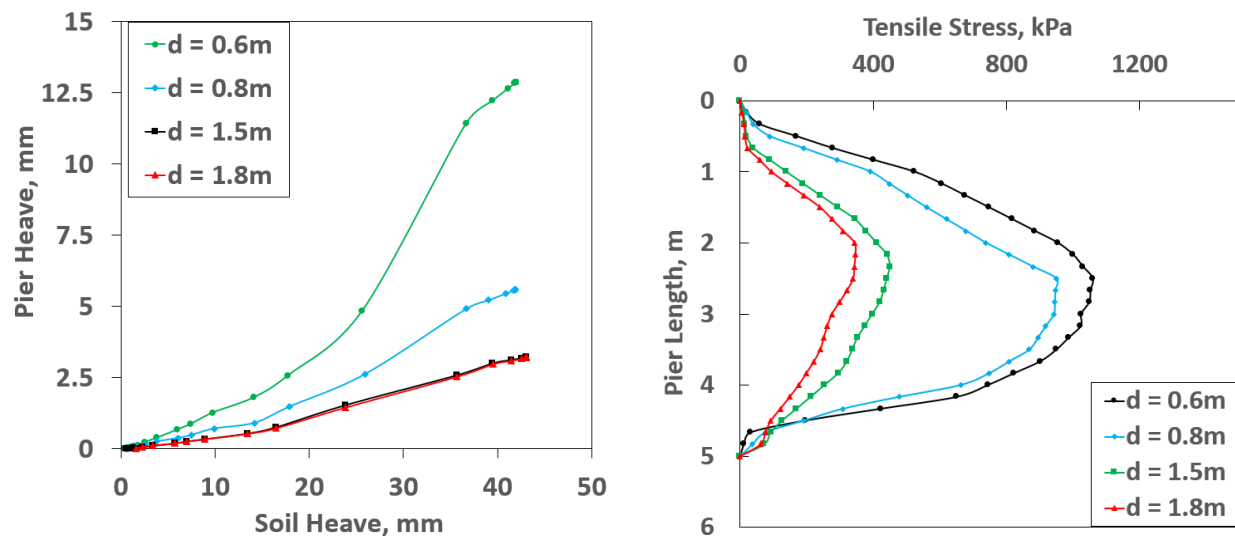 15
12.5
10
7.5
5
2.5
0
Pier Heave, mm
0 10 20 30 40 50
Soil Heave, mm
d = 0.6m
d = 0.8m
d = 1.5m
d = 1.8m
Tensile Stress, kPa
0 400 800 1200
0
1
2
3
4
5
6
Pier Length, m
d = 0.6m
d = 0.8m
d = 1.5m
d = 1.8m